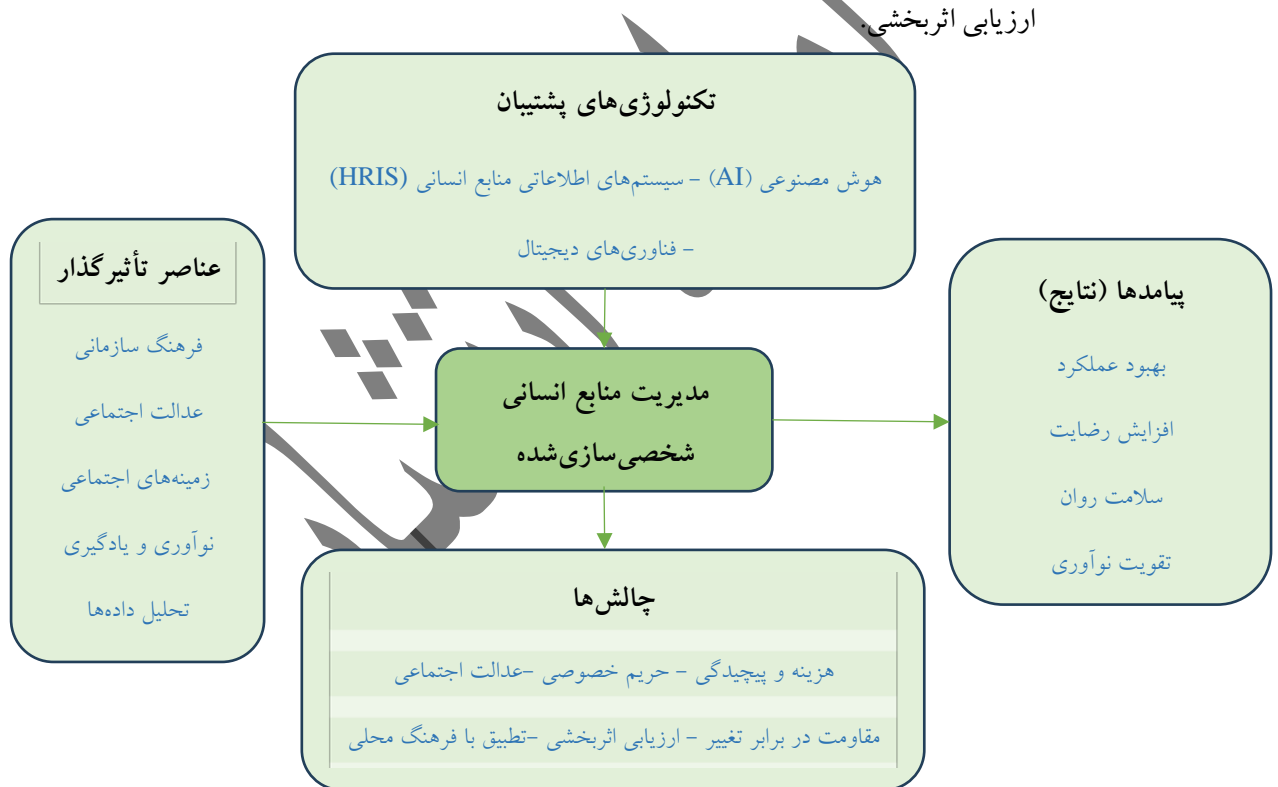 ارزیابی اثربخشی.
تکنولوژی‌های پشتیبان
هوش مصنوعی (AI) – سیستم‌های اطلاعاتی منابع انسانی (HRIS)
– فناوری‌های دیجیتال
عناصر تأثیرگذار
فرهنگ سازمانی
عدالت اجتماعی
زمینه‌های اجتماعی
نوآوری و یادگیری
تحلیل داده‌ها
مدیریت منابع انسانی
شخصی‌سازی‌شده
پیامدها (نتایج)
بهبود عملکرد
افزایش رضایت
سلامت روان
تقویت نوآوری
چالش‌ها
هزینه و پیچیدگی – حریم خصوصی –عدالت اجتماعی
مقاومت در برابر تغییر – ارزیابی اثربخشی –تطبیق با فرهنگ محلی